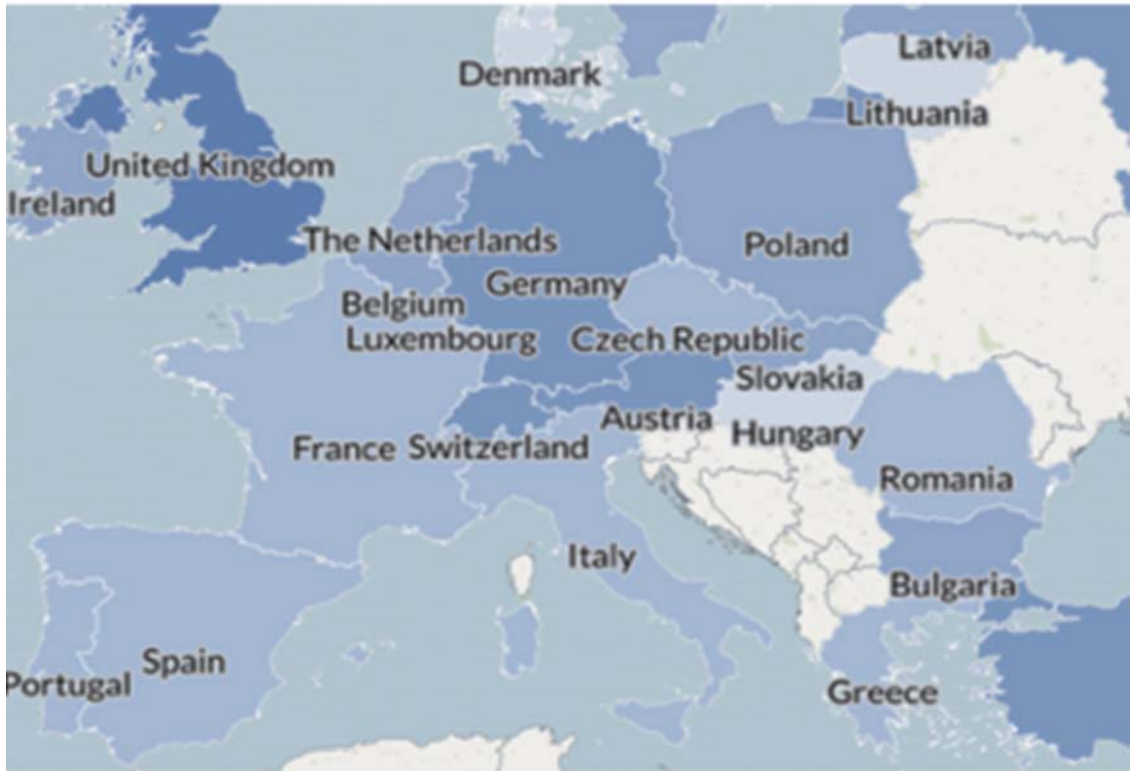 Latvia
Denmark
Lithuania
United Kingdom
Ireland
The Netherlands
Poland
Germany
Belgium
Luxembourg
Czech Republic
Slovakia
Austria
Hungary
France
Switzerland
Romania
Italy
Bulgaria
Spain
Portugal
Greece